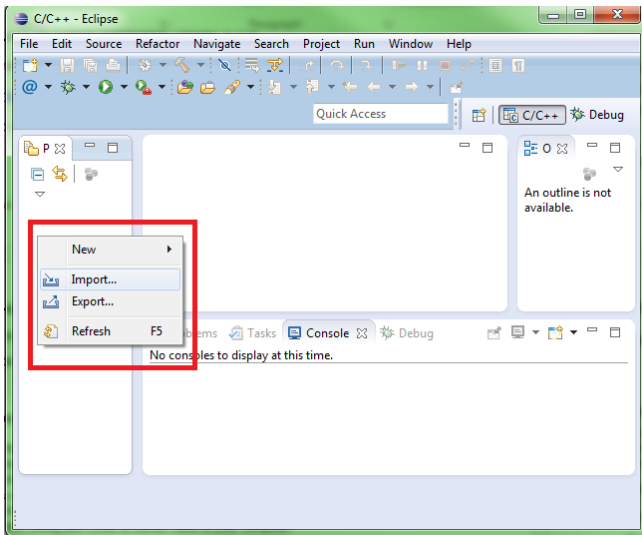 C/C++ - Eclipse
File Edit Source Refactor Navigate Search Project Run Window Help
Quick Access
C/C++ Debug
P
O
An outline is not
available.
New
Import...
Export...
Refresh F5
blems Tasks Console Debug
No consoles to display at this time.